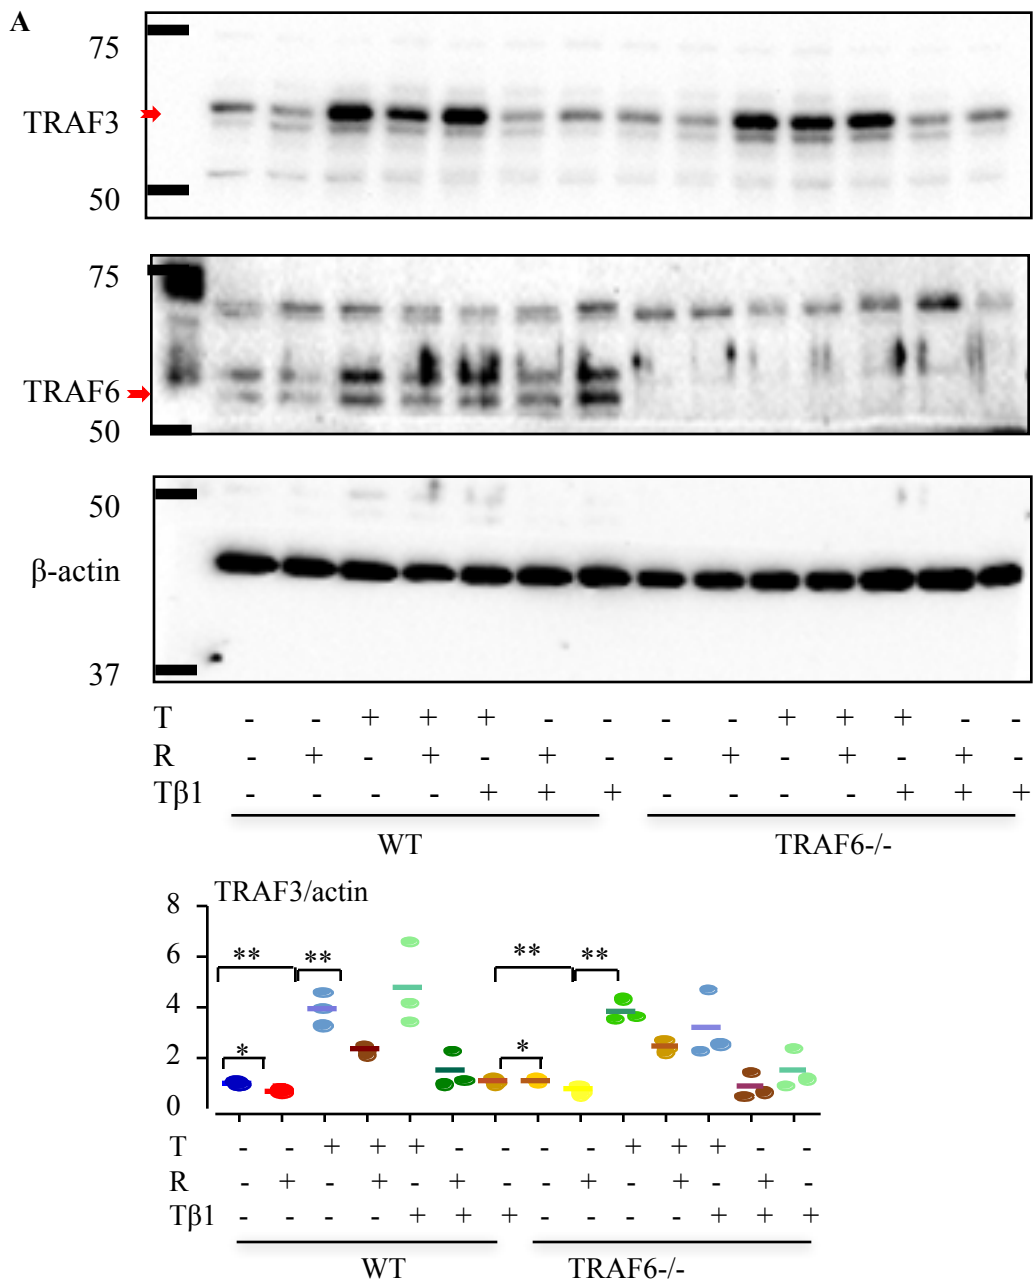 A
75
TRAF3
50
75
TRAF6
50
50
β-actin
37
T - - + + + - - - - + + + - -
R - + - + - + - - + - + - + -
Tβ1 - - - - + + + - - - - + + +
WT TRAF6-/-
TRAF3/actin
8
6
4
2
0
** ** ** **
* *
T - - + + + - - - - + + + - -
R - + - + - + - - + - + - + -
Tβ1 - - - - + + + - - - - + + +
WT TRAF6-/-